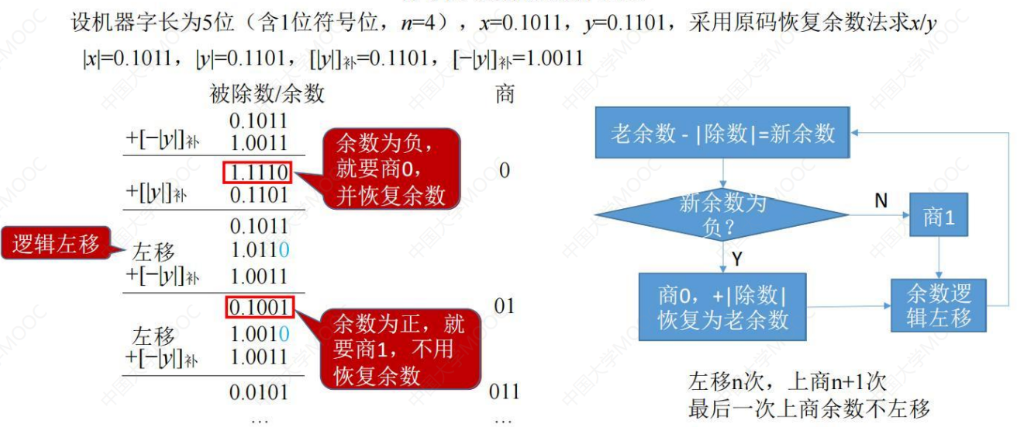 设机器字长为5位（含1位符号位，n=4），x=0.1011，y=0.1101，采用原码恢复余数法求x/y
|x|=0.1011，|y|=0.1101，[|y|]补=0.1101，[−|y|]补=1.0011
被除数/余数 商
0.1011
+[−|y|]补 1.0011
1.1110 0
+[|y|]补 0.1101
0.1011
左移 1.0110
+[−|y|]补 1.0011
0.1001 01
左移 1.0010
+[−|y|]补 1.0011
0.0101 011
… …
余数为负，
就要商0，
并恢复余数
逻辑左移
余数为正，就
要商1，不用
恢复余数
老余数 - |除数|=新余数
新余数为
负？
N
商1
Y
商0，+|除数|
恢复为老余数
余数逻
辑左移
左移n次，上商n+1次
最后一次上商余数不左移
中国大学MOOC